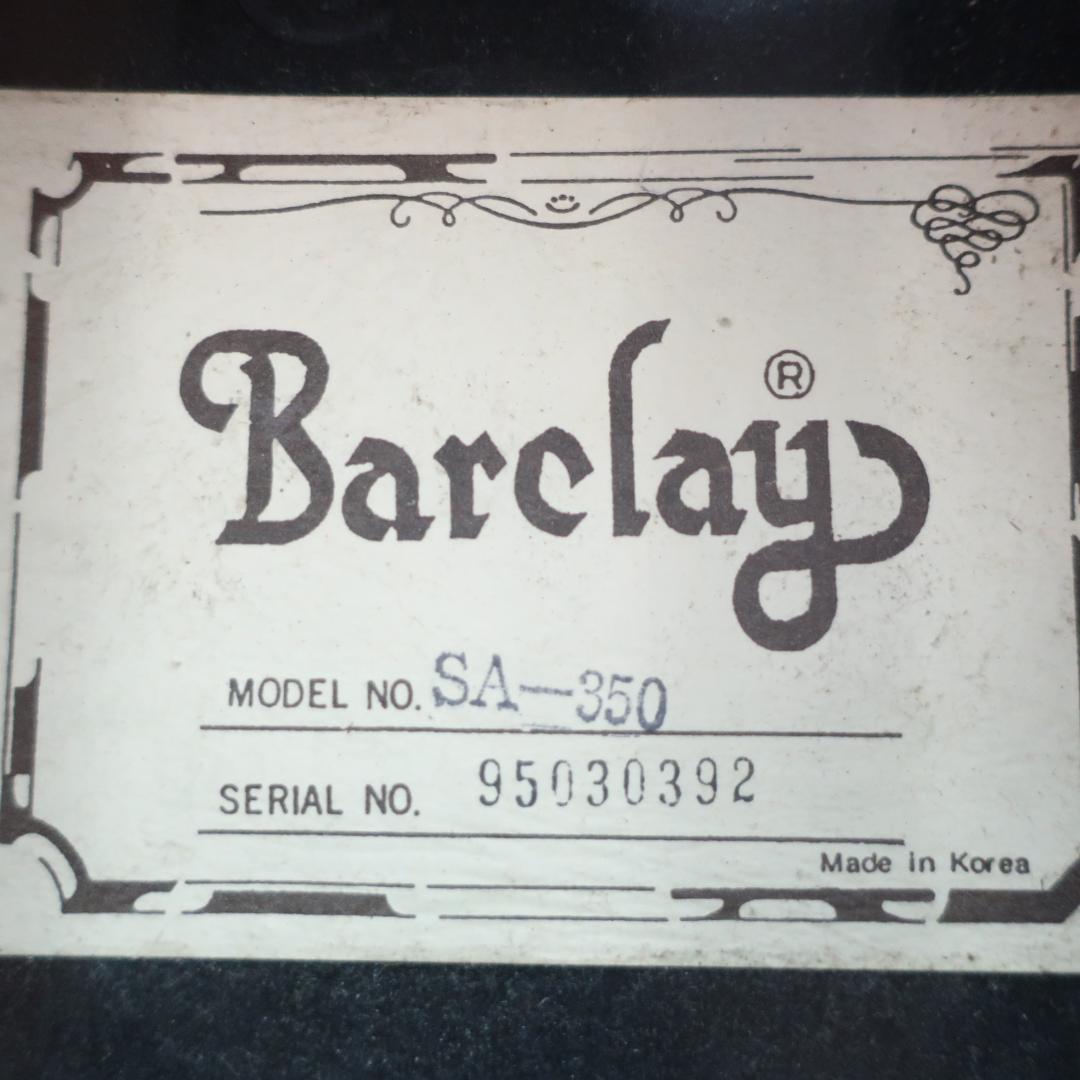 Barclay®
MODEL NO. SA-350
SERIAL NO. 95030392
Made in Korea